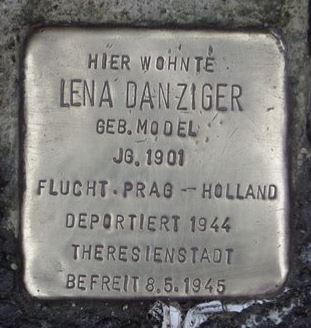 HIER WOHNTE
LENA DANZIGER
GEB. MODEL
JG. 1901
FLUCHT. PRAG – HOLLAND
DEPORTIERT 1944
THERESIENSTADT
BEFREIT 8.5.1945